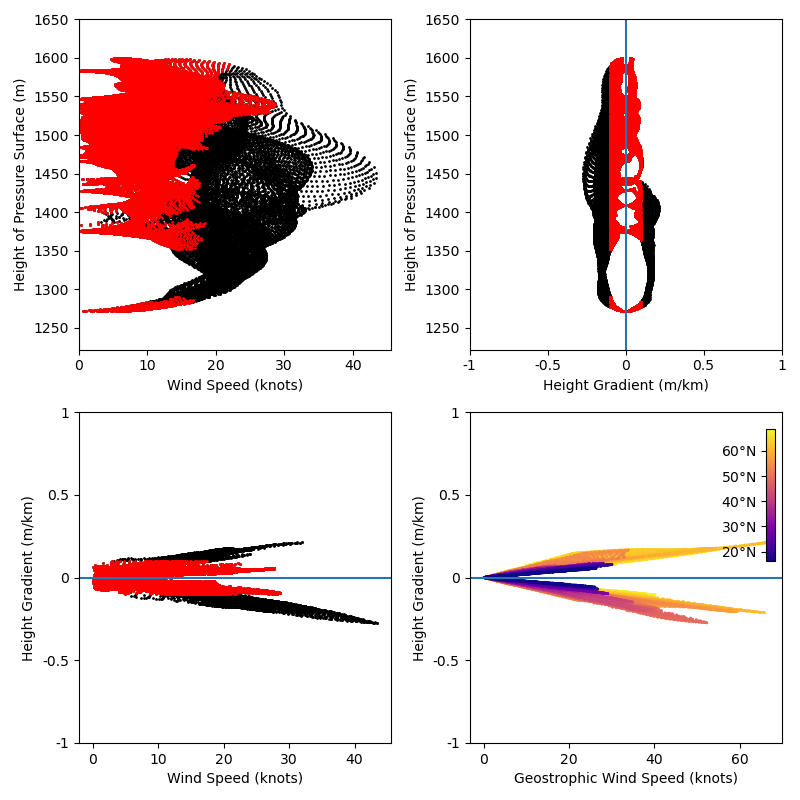 1650
1600
1550
1500
1450
1400
1350
1300
1250
Height of Pressure Surface (m)
0 10 20 30 40
Wind Speed (knots)
1650
1600
1550
1500
1450
1400
1350
1300
1250
Height of Pressure Surface (m)
-1 -0.5 0 0.5 1
Height Gradient (m/km)
1
0.5
0
-0.5
-1
Height Gradient (m/km)
0 10 20 30 40
Wind Speed (knots)
1
0.5
0
-0.5
-1
Height Gradient (m/km)
60°N
50°N
40°N
30°N
20°N
0 20 40 60
Geostrophic Wind Speed (knots)